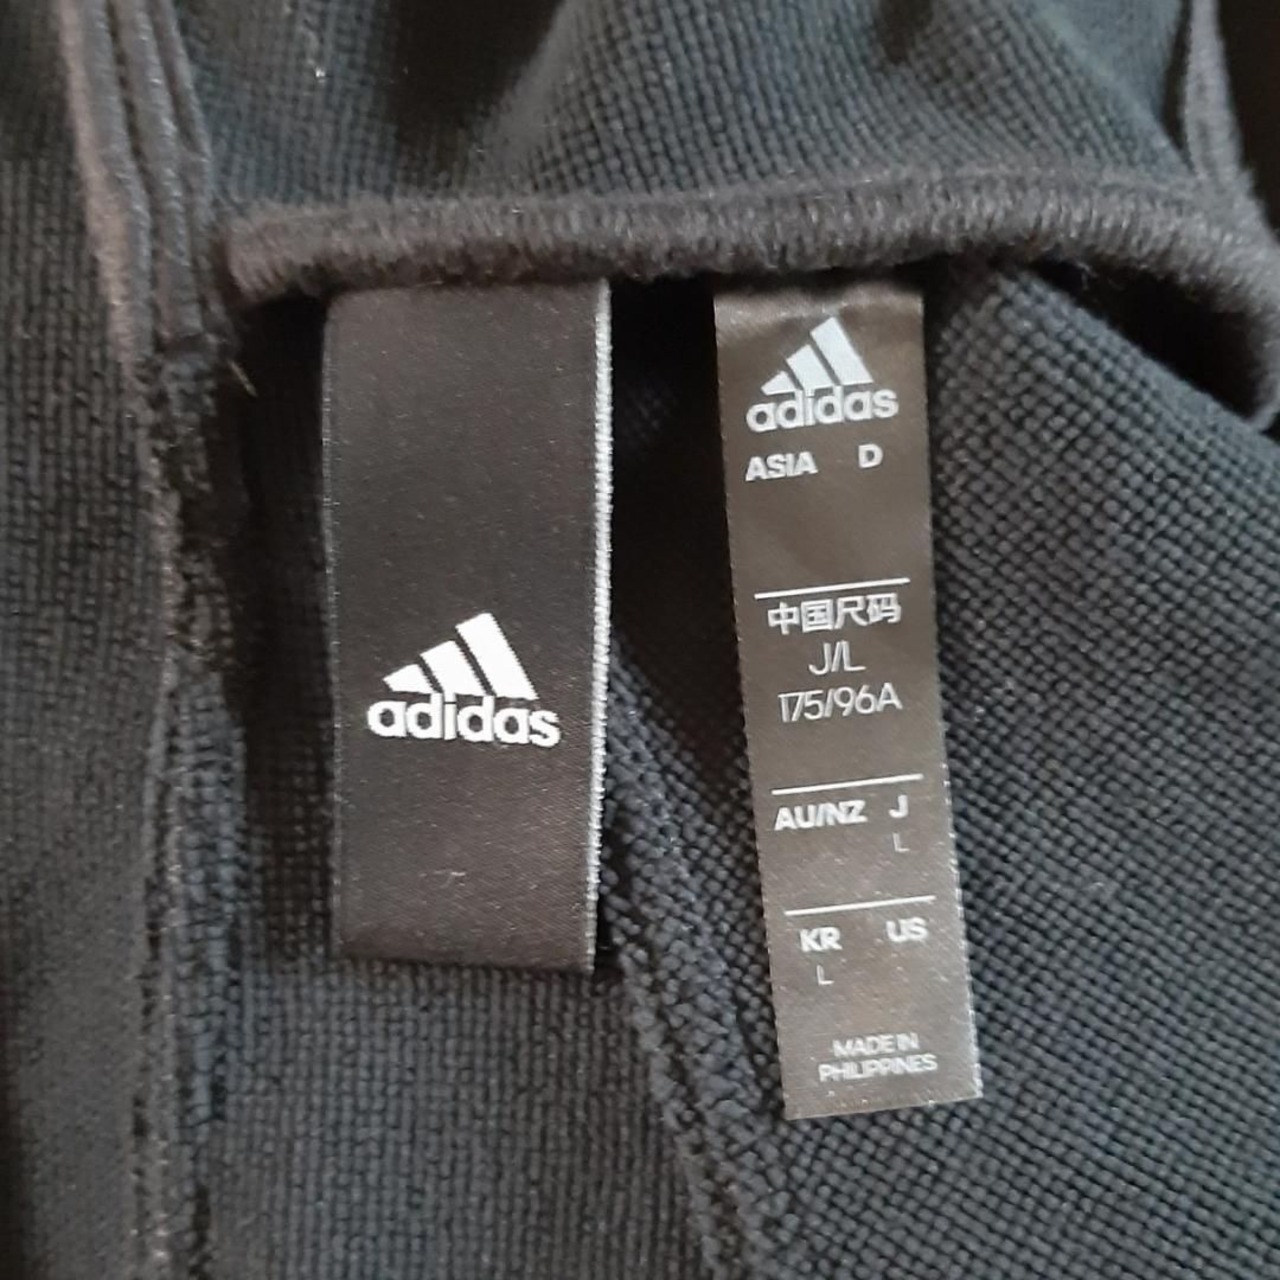 adidas
adidas
ASIA D
中国尺码
J/L
175/96A
AU/NZ J
L
KR US
L
MADE IN
PHILIPPINES